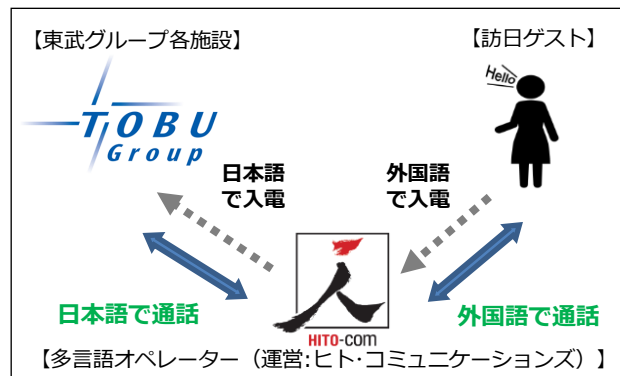 【東武グループ各施設】
【訪日ゲスト】
Hello
TOBU
Group
日本語
で入電
外国語
で入電
人
日本語で通話
外国語で通話
HITO-COM
【多言語オペレーター（運営:ヒト･コミュニケーションズ）】